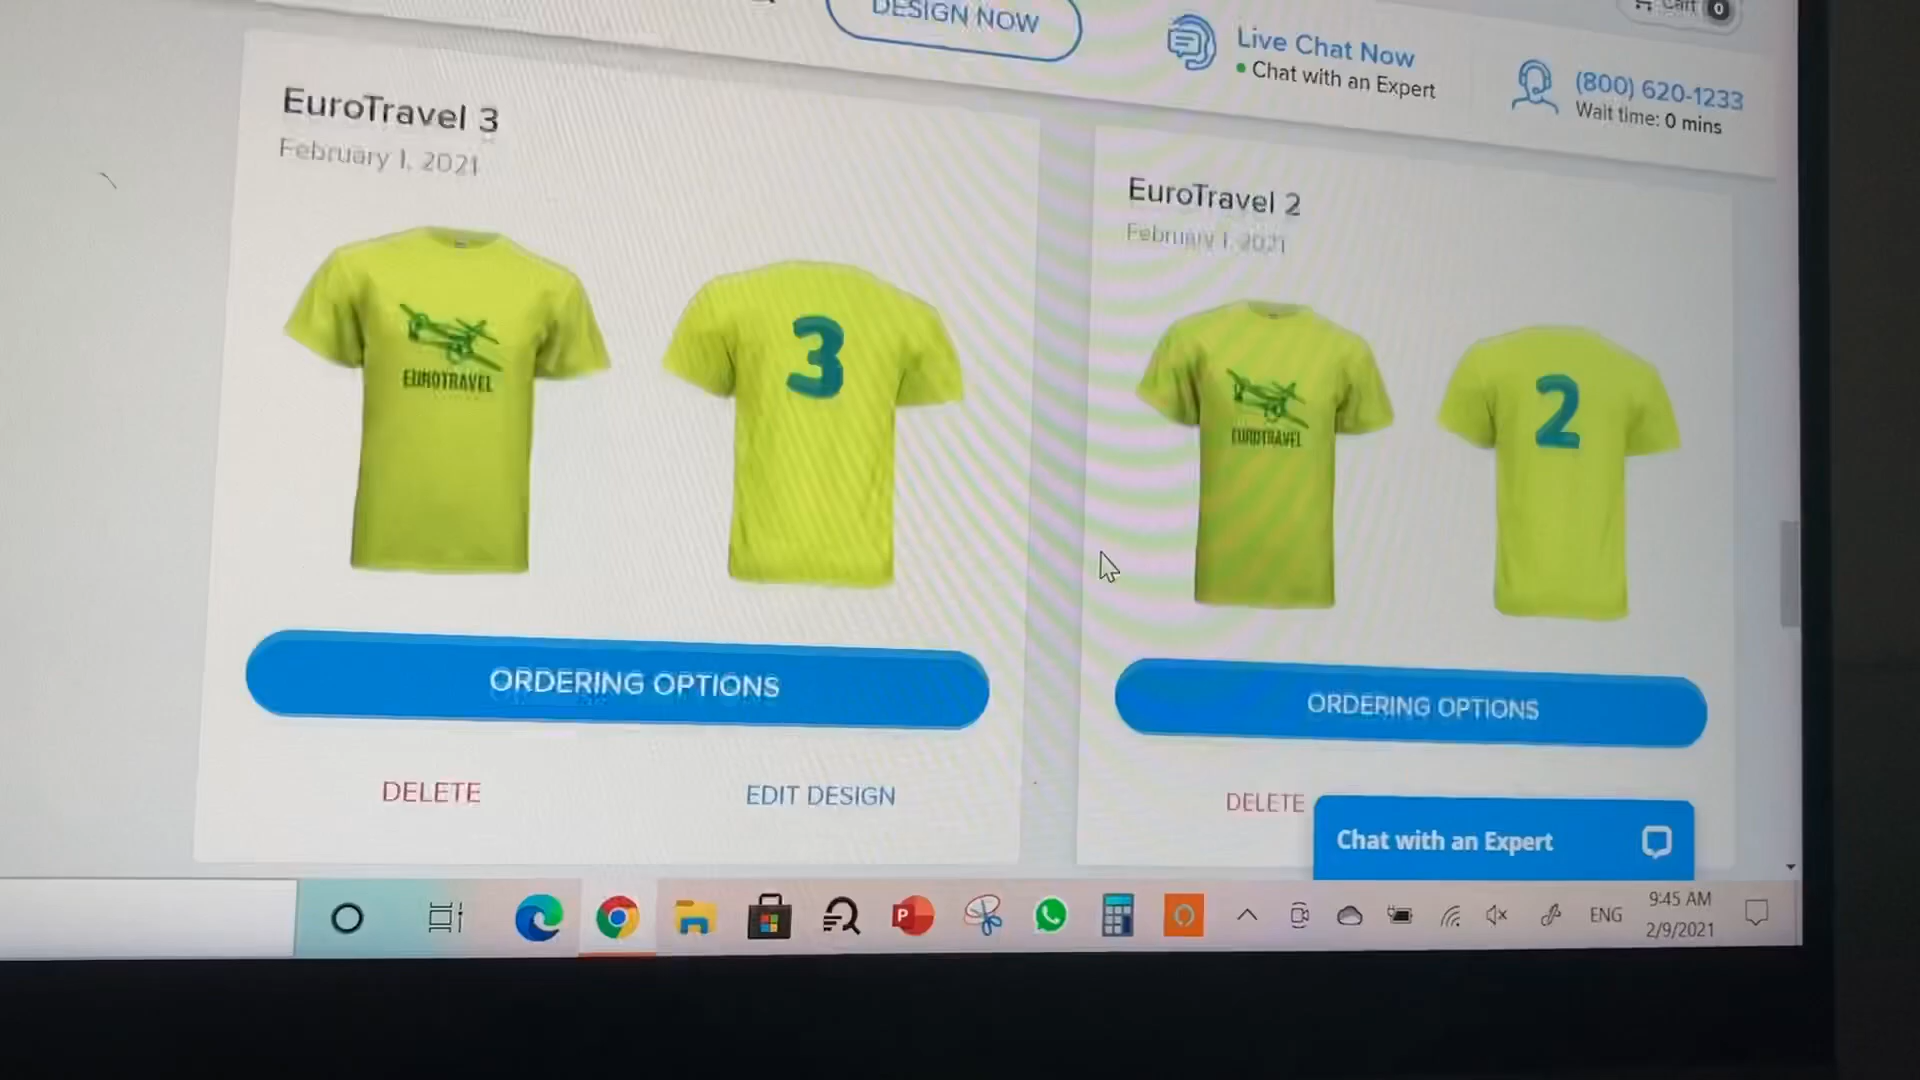 DESIGN NOW
Cart 0
Live Chat Now
Chat with an Expert
(800) 620-1233
Wait time: 0 mins
EuroTravel 3
February 1, 2021
EUROTRAVEL
3
ORDERING OPTIONS
DELETE
EDIT DESIGN
EuroTravel 2
February 1, 2021
EUROTRAVEL
2
ORDERING OPTIONS
DELETE
Chat with an Expert
P
ENG
9:45 AM
2/9/2021